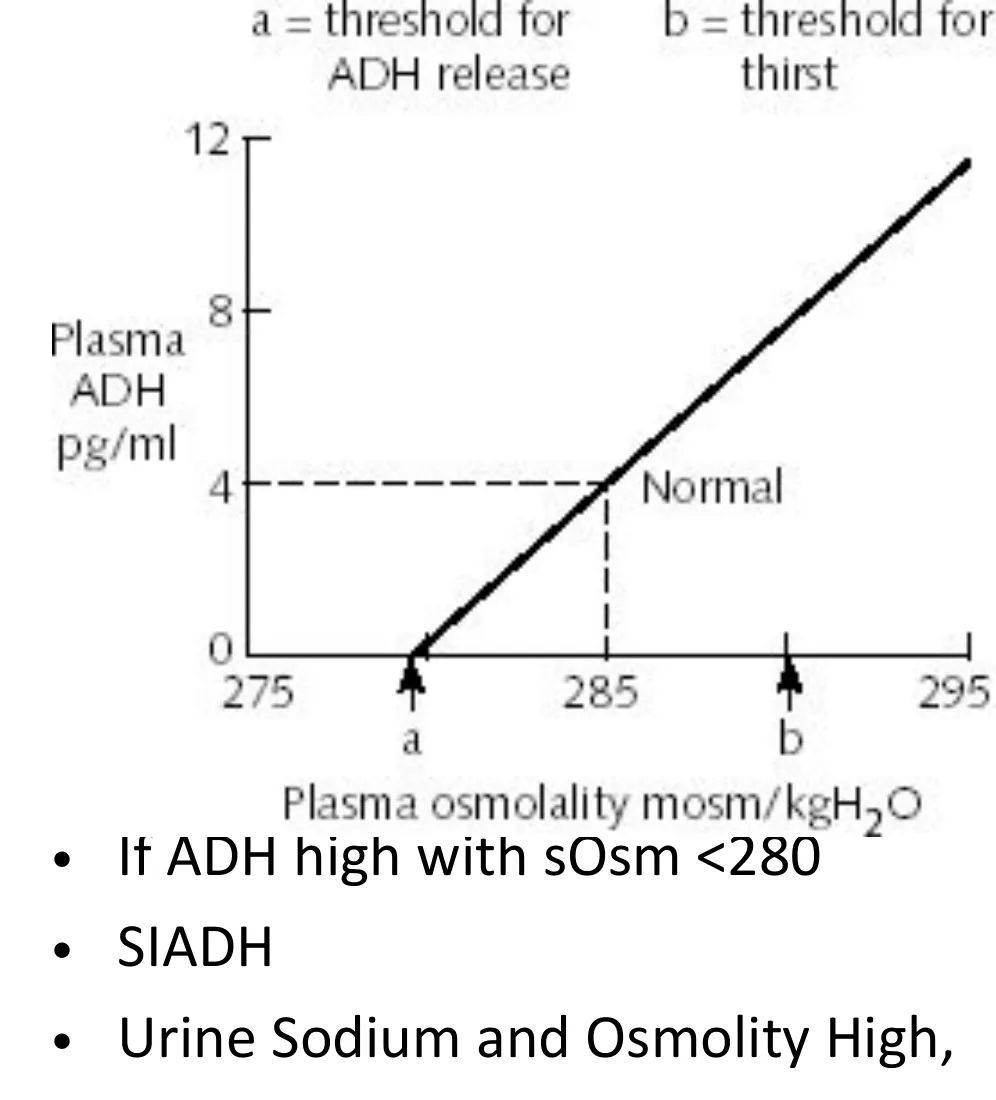 a = threshold for
ADH release
b = threshold for
thirst
12
8
Plasma
ADH
pg/ml
4
Normal
0
275
285
295
a
b
Plasma osmolality mosm/kgH₂O
• If ADH high with sOsm <280
• SIADH
• Urine Sodium and Osmolity High,